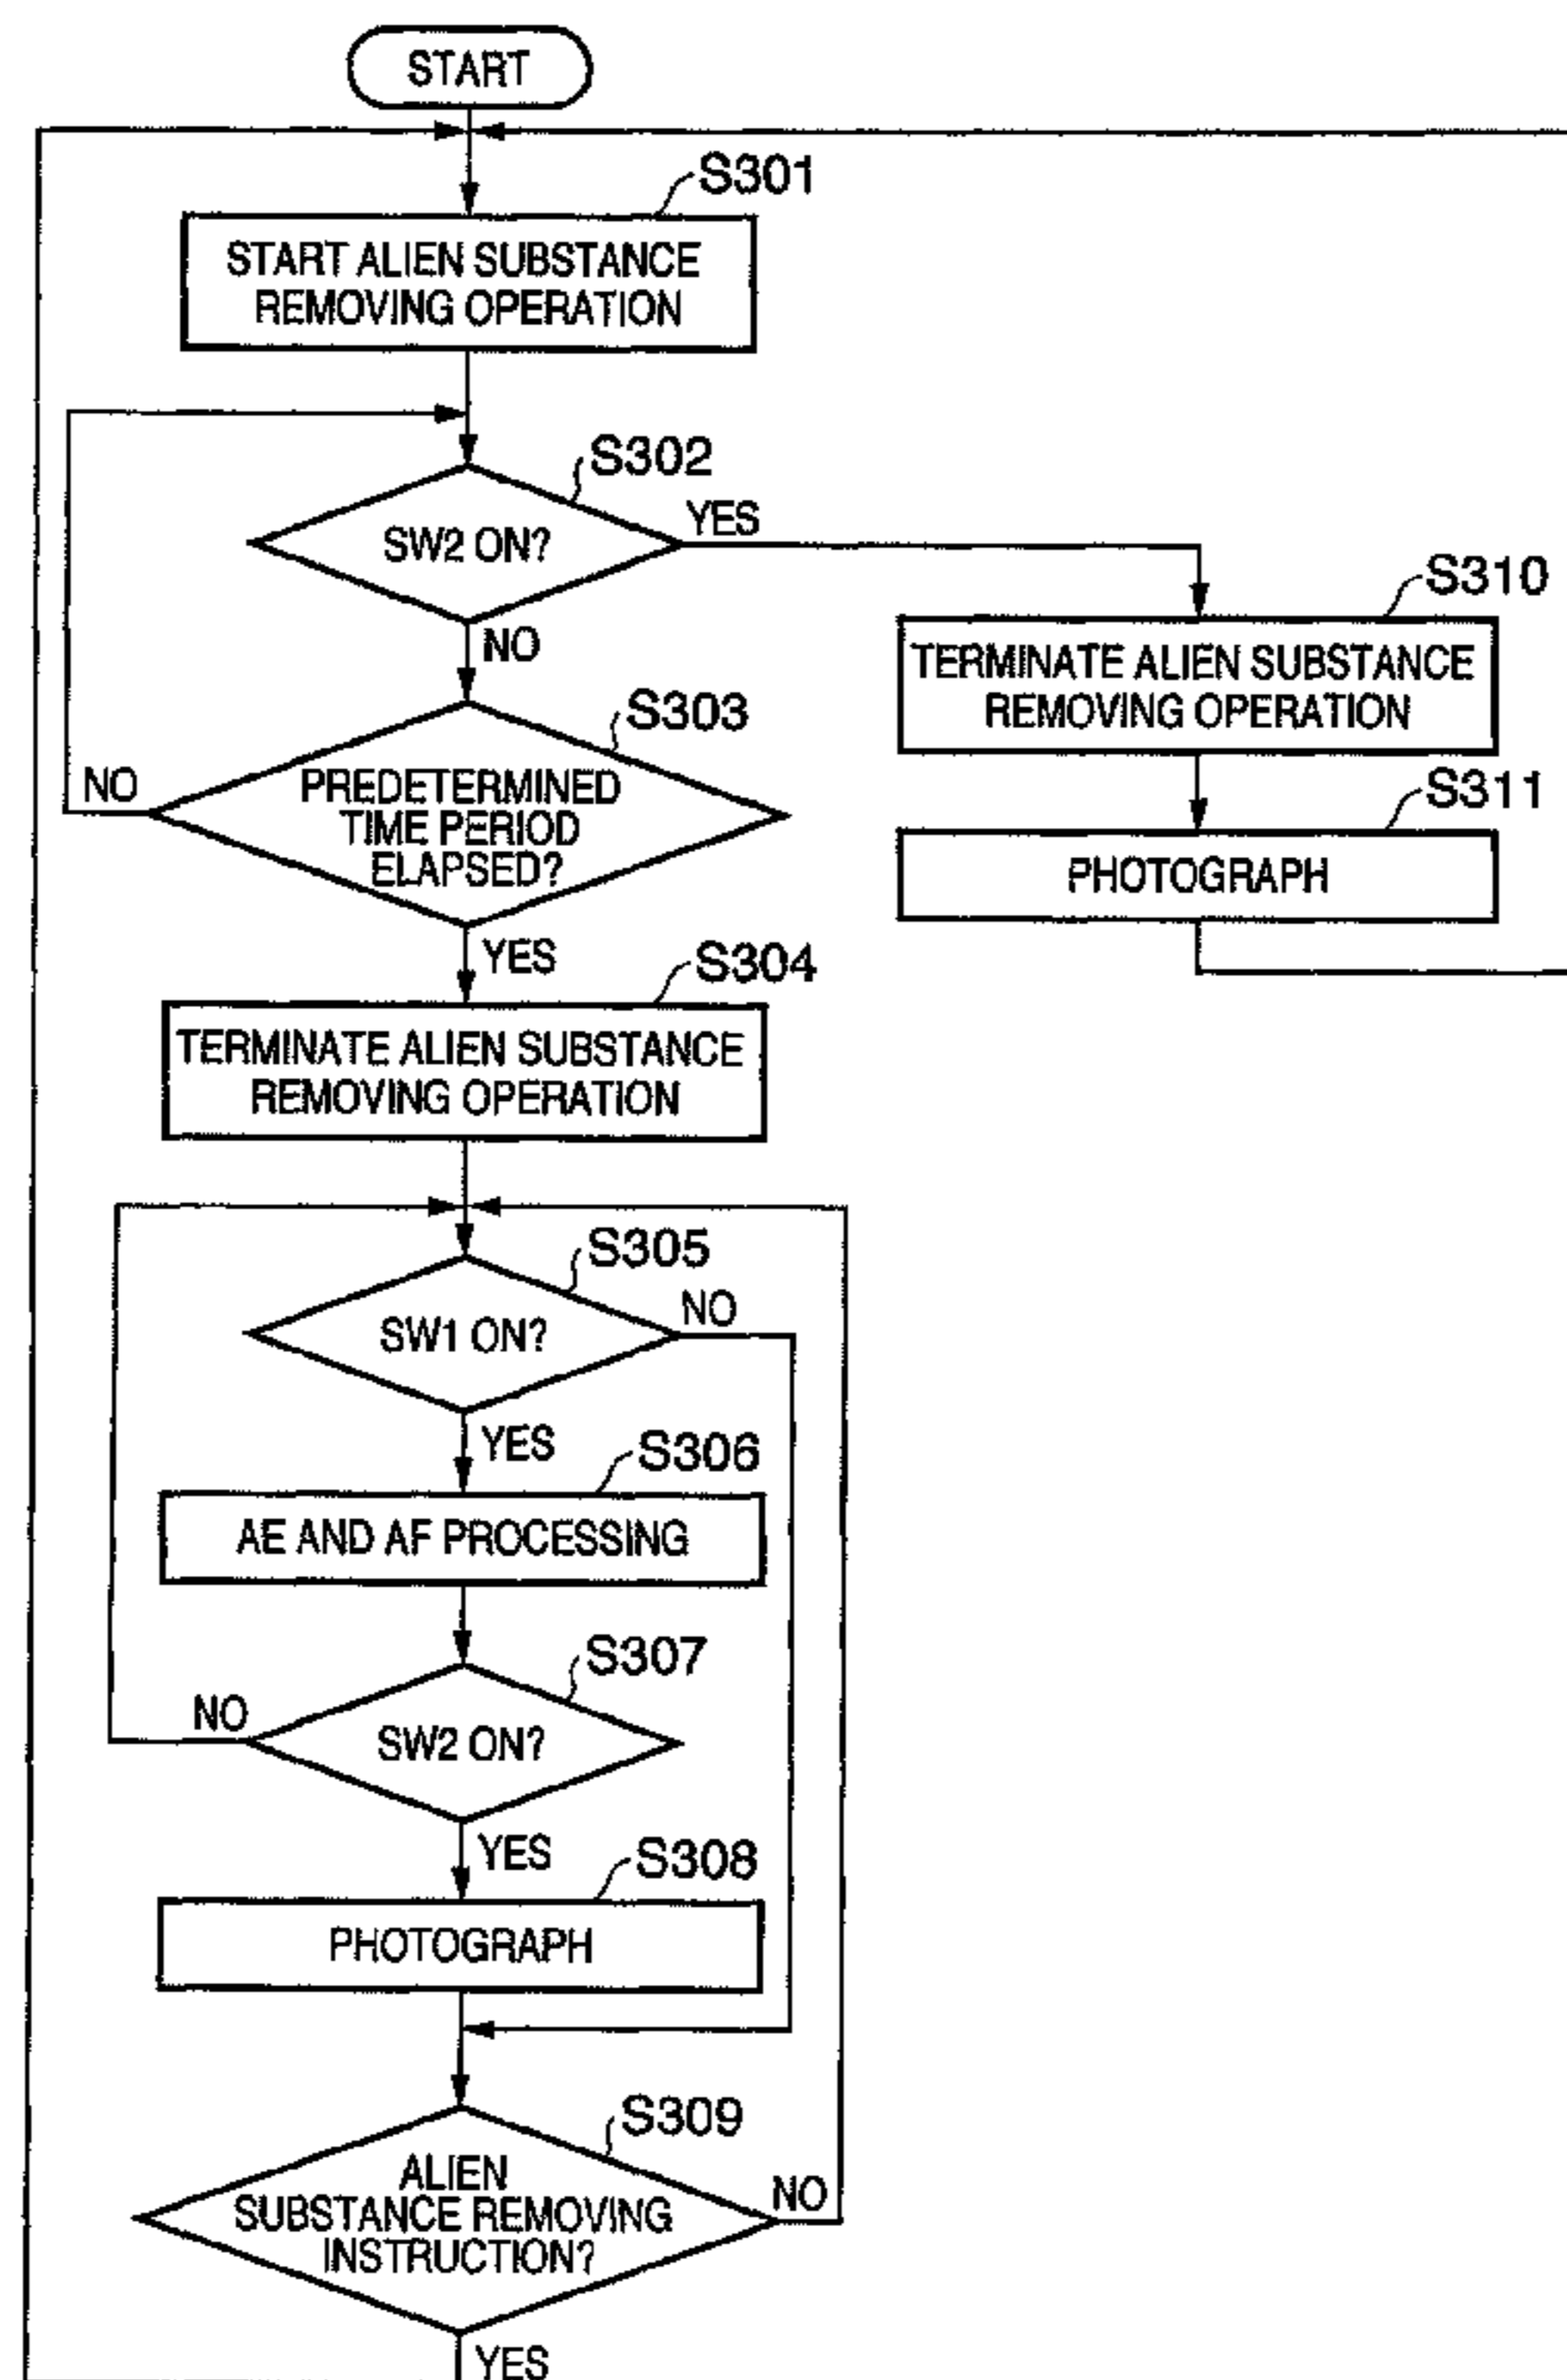 START
S301
START ALIEN SUBSTANCE
REMOVING OPERATION
S302
SW2 ON?
YES
NO
S303
PREDETERMINED
TIME PERIOD
ELAPSED?
NO
YES
S310
TERMINATE ALIEN SUBSTANCE
REMOVING OPERATION
S311
PHOTOGRAPH
S304
TERMINATE ALIEN SUBSTANCE
REMOVING OPERATION
S305
SW1 ON?
NO
YES
S306
AE AND AF PROCESSING
S307
SW2 ON?
NO
YES
S308
PHOTOGRAPH
S309
ALIEN
SUBSTANCE REMOVING
INSTRUCTION?
NO
YES